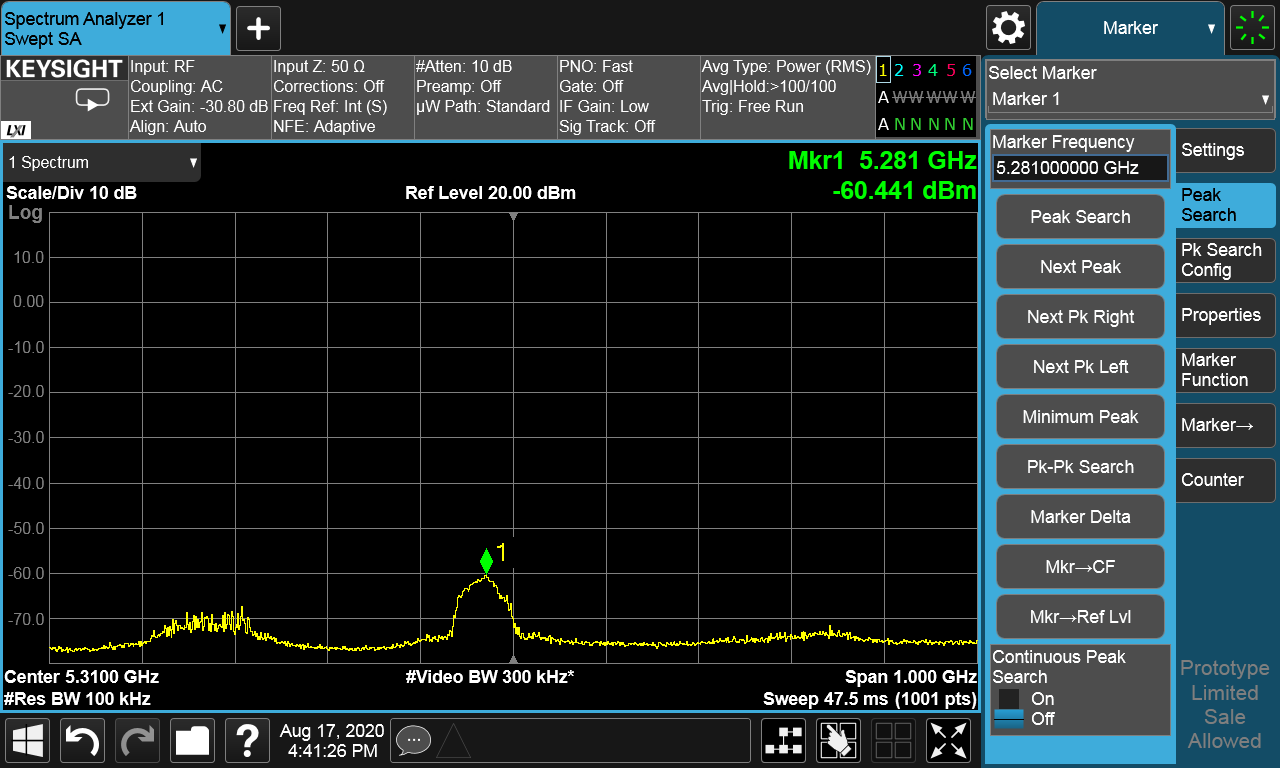 Spectrum Analyzer 1
Swept SA
Marker
KEYSIGHT
LXI
Input: RF
Coupling: AC
Ext Gain: -30.80 dB
Align: Auto
Input Z: 50 Ω
Corrections: Off
Freq Ref: Int (S)
NFE: Adaptive
#Atten: 10 dB
Preamp: Off
µW Path: Standard
PNO: Fast
Gate: Off
IF Gain: Low
Sig Track: Off
Avg Type: Power (RMS)
Avg|Hold:>100/100
Trig: Free Run
1 2 3 4 5 6
A W W W W W
A N N N N N
Select Marker
Marker 1
1 Spectrum
Mkr1 5.281 GHz
-60.441 dBm
Scale/Div 10 dB
Ref Level 20.00 dBm
Log
10.0
0.00
-10.0
-20.0
-30.0
-40.0
-50.0
-60.0
-70.0
1
Center 5.3100 GHz
#Video BW 300 kHz*
Span 1.000 GHz
#Res BW 100 kHz
Sweep 47.5 ms (1001 pts)
Marker Frequency
5.281000000 GHz
Peak Search
Next Peak
Next Pk Right
Next Pk Left
Minimum Peak
Pk-Pk Search
Marker Delta
Mkr→CF
Mkr→Ref Lvl
Continuous Peak
Search
On
Off
Settings
Peak
Search
Pk Search
Config
Properties
Marker
Function
Marker→
Counter
Prototype
Limited
Sale
Allowed
?
Aug 17, 2020
4:41:26 PM